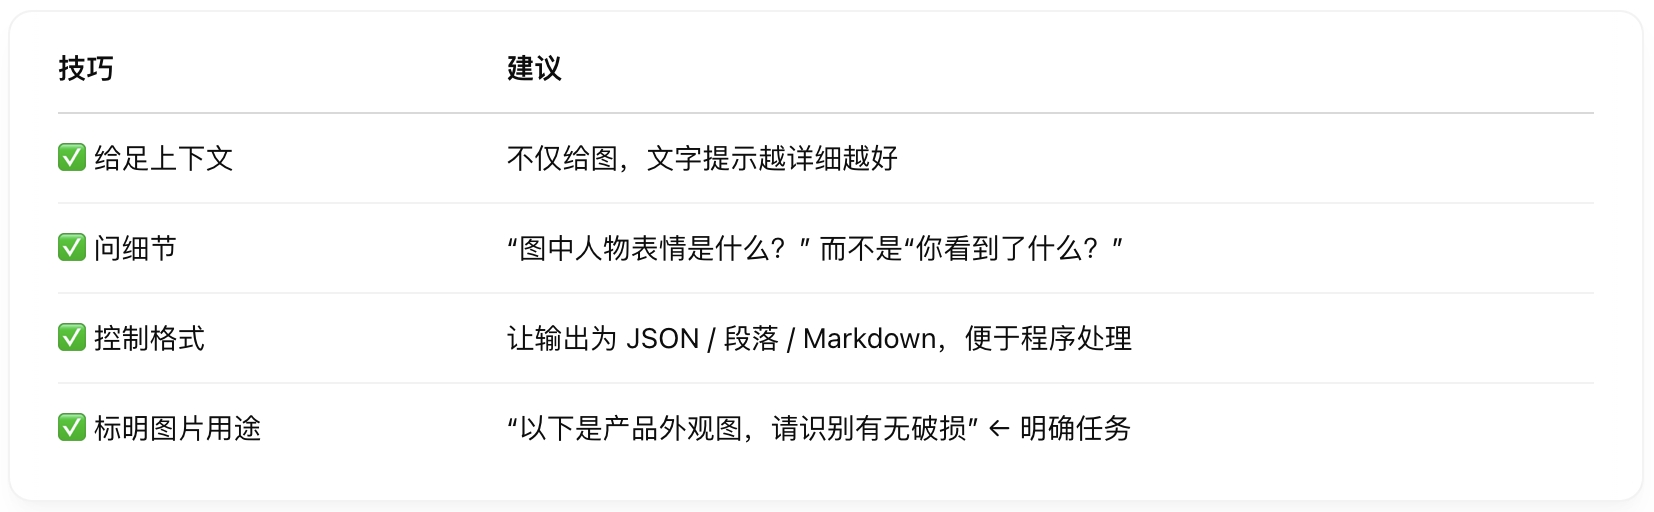 技巧 建议
✅ 给足上下文 不仅给图，文字提示越详细越好
✅ 问细节 “图中人物表情是什么？” 而不是“你看到了什么？”
✅ 控制格式 让输出为 JSON / 段落 / Markdown，便于程序处理
✅ 标明图片用途 “以下是产品外观图，请识别有无破损” ← 明确任务